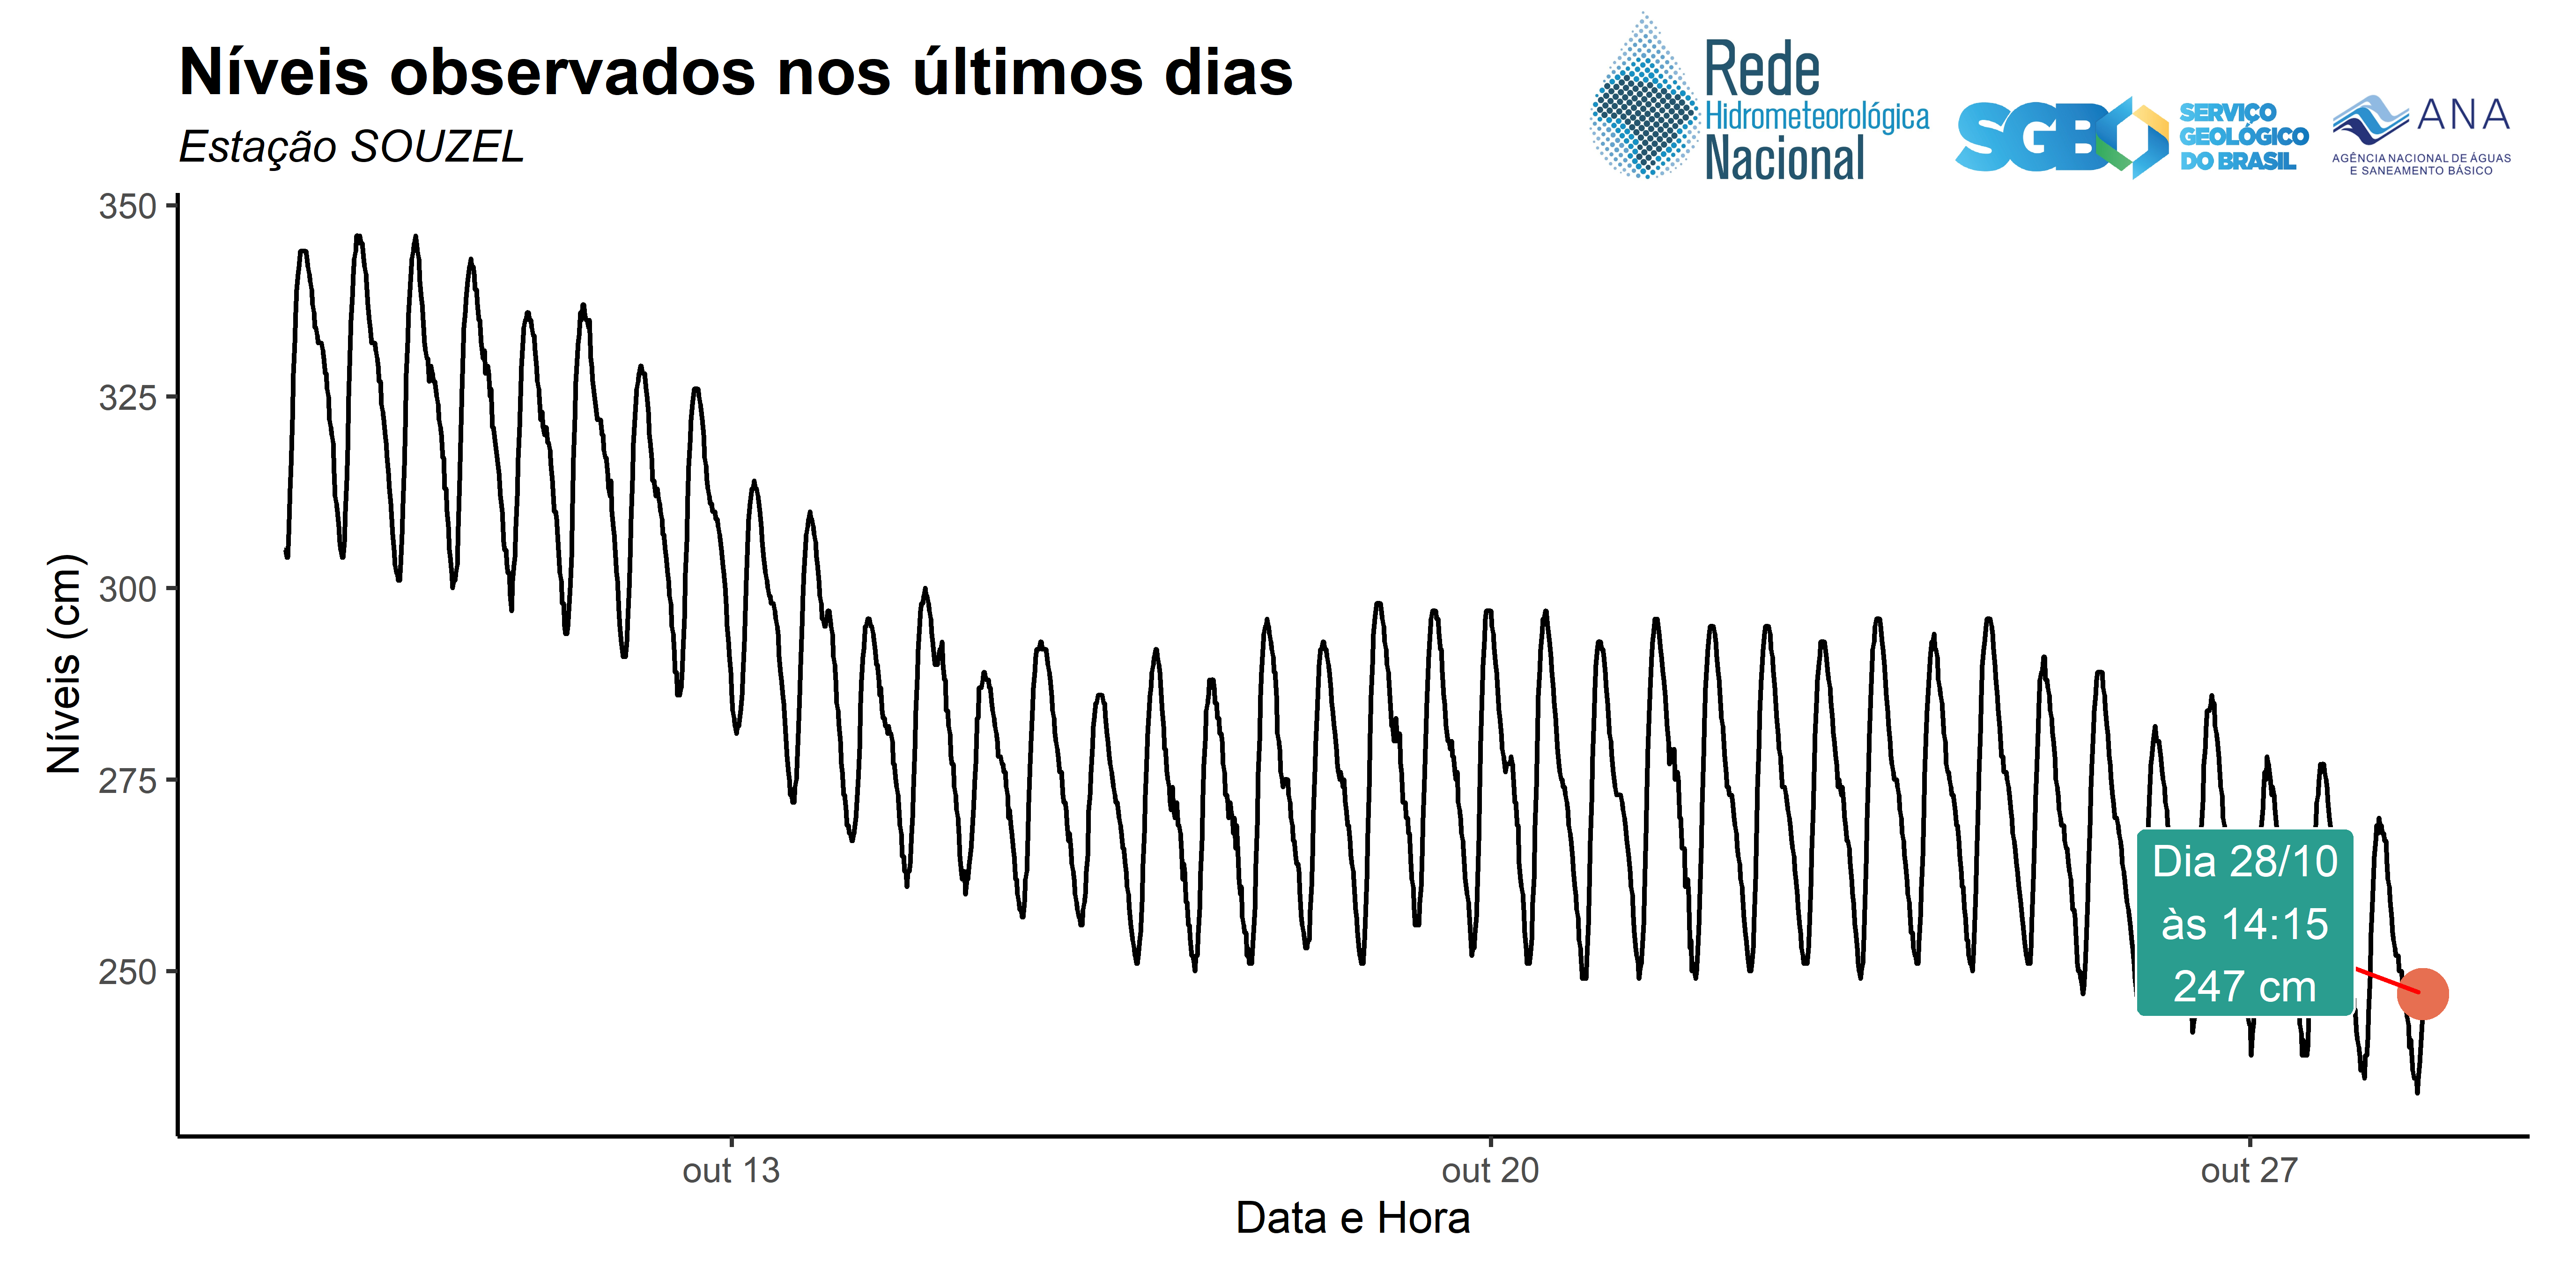 Níveis observados nos últimos dias
Estação SOUZEL
Rede
Hidrometeorológica
Nacional
SGB
SERVIÇO
GEOLÓGICO
DO BRASIL
ANA
AGÊNCIA NACIONAL DE ÁGUAS
E SANEAMENTO BÁSICO
350
325
300
275
250
Níveis (cm)
Dia 28/10
às 14:15
247 cm
out 13
out 20
out 27
Data e Hora